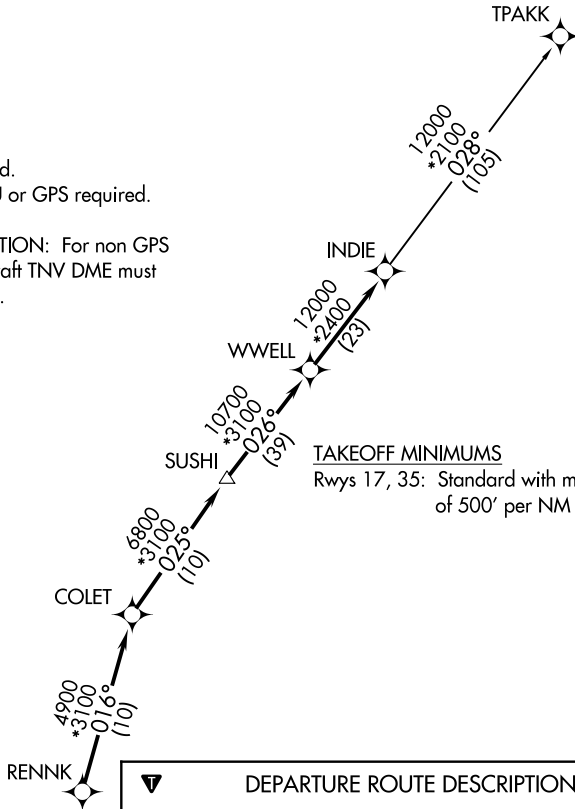 TPAKK
12000
*2100
028°
(105)
d.
or GPS required.
TION: For non GPS
raft TNV DME must
.
INDIE
12000
*2400
(23)
WWELL
10700
*3100
026°
(39)
SUSHI
TAKEOFF MINIMUMS
Rwys 17, 35: Standard with m
of 500' per NM
6800
*3100
025°
(10)
COLET
4900
*3100
016°
(10)
RENNK
T
DEPARTURE ROUTE DESCRIPTION